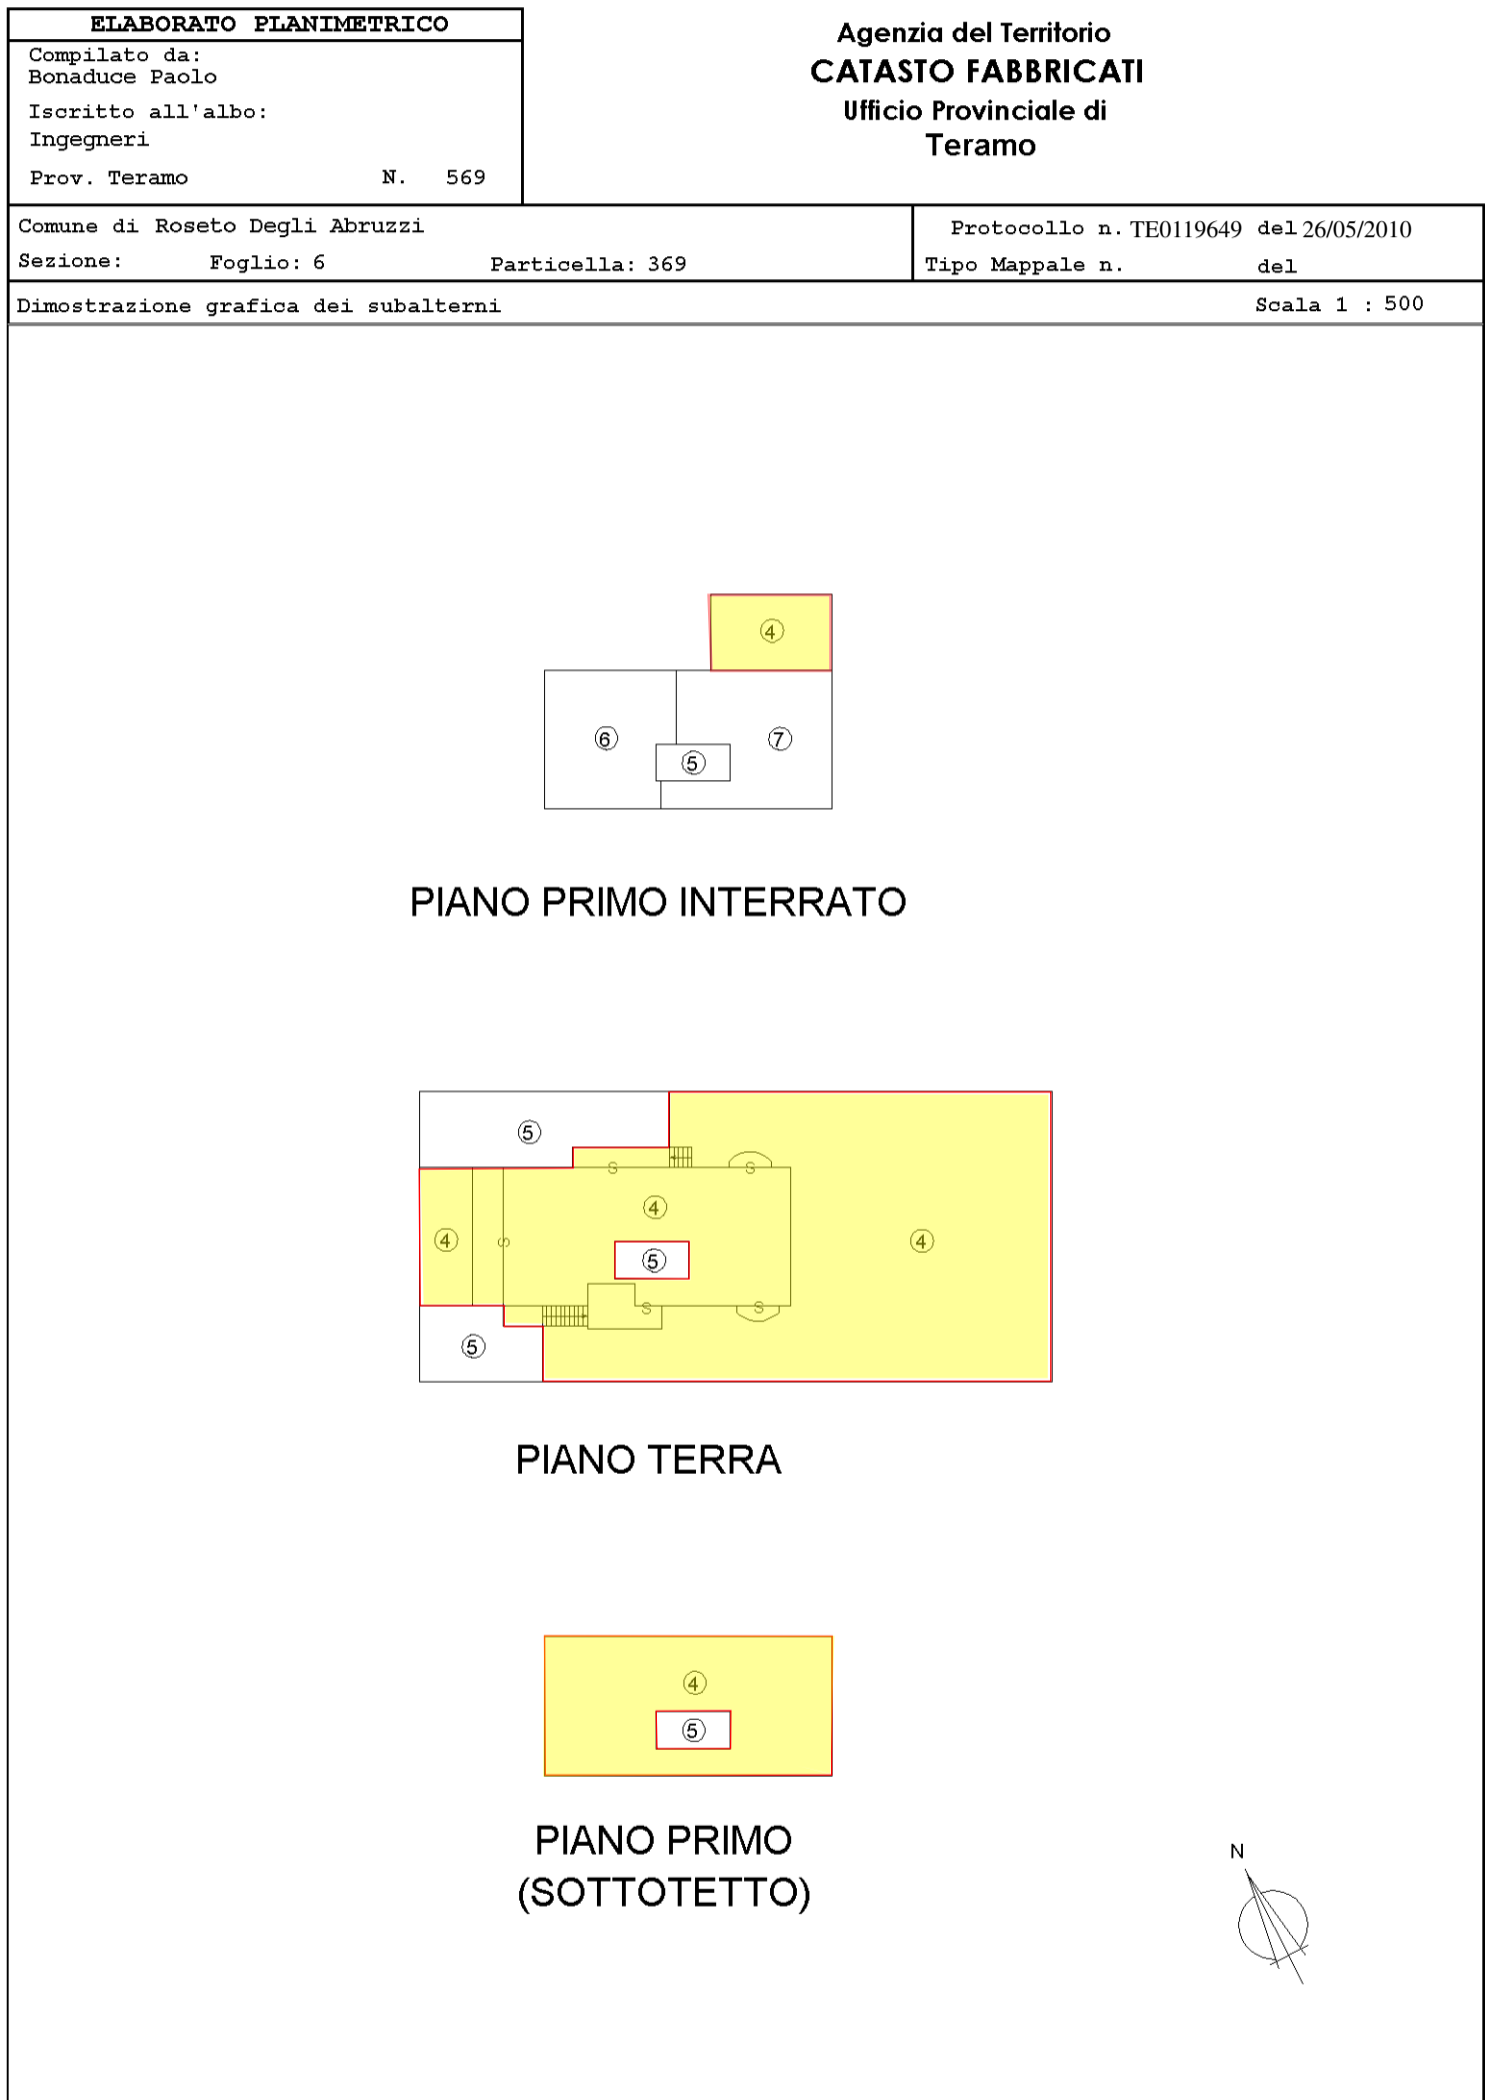 ELABORATO PLANIMETRICO
Compilato da:
Bonaduce Paolo
Iscritto all'albo:
Ingegneri
Prov. Teramo N. 569
Agenzia del Territorio
CATASTO FABBRICATI
Ufficio Provinciale di
Teramo
Comune di Roseto Degli Abruzzi
Sezione: Foglio: 6 Particella: 369
Protocollo n. TE0119649 del 26/05/2010
Tipo Mappale n. del
Dimostrazione grafica dei subalterni Scala 1 : 500
4
6 7
5
PIANO PRIMO INTERRATO
5
S S
4
4 S 4
5
S S
5
PIANO TERRA
4
5
PIANO PRIMO
(SOTTOTETTO)
N